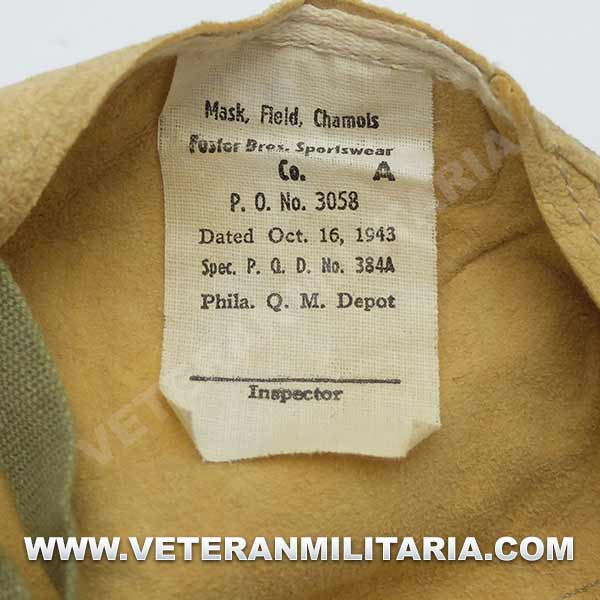 Mask, Field, Chamois
Foster Bros. Sportswear
Co. A
P. O. No. 3058
Dated Oct. 16, 1943
Spec. P. Q. D. No. 384A
Phila. Q. M. Depot
Inspector
WWW.VETERANMILITARIA.COM